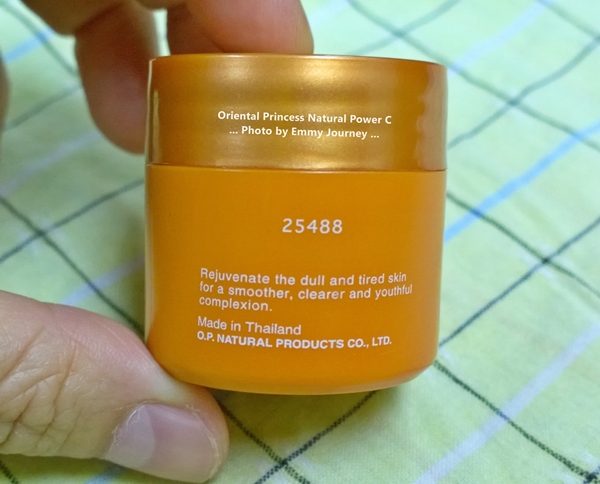 Oriental Princess Natural Power C
... Photo by Emmy Journey ...
25488
Rejuvenate the dull and tired skin
for a smoother, clearer and youthful
complexion.
Made in Thailand
O.P. NATURAL PRODUCTS CO., LTD.